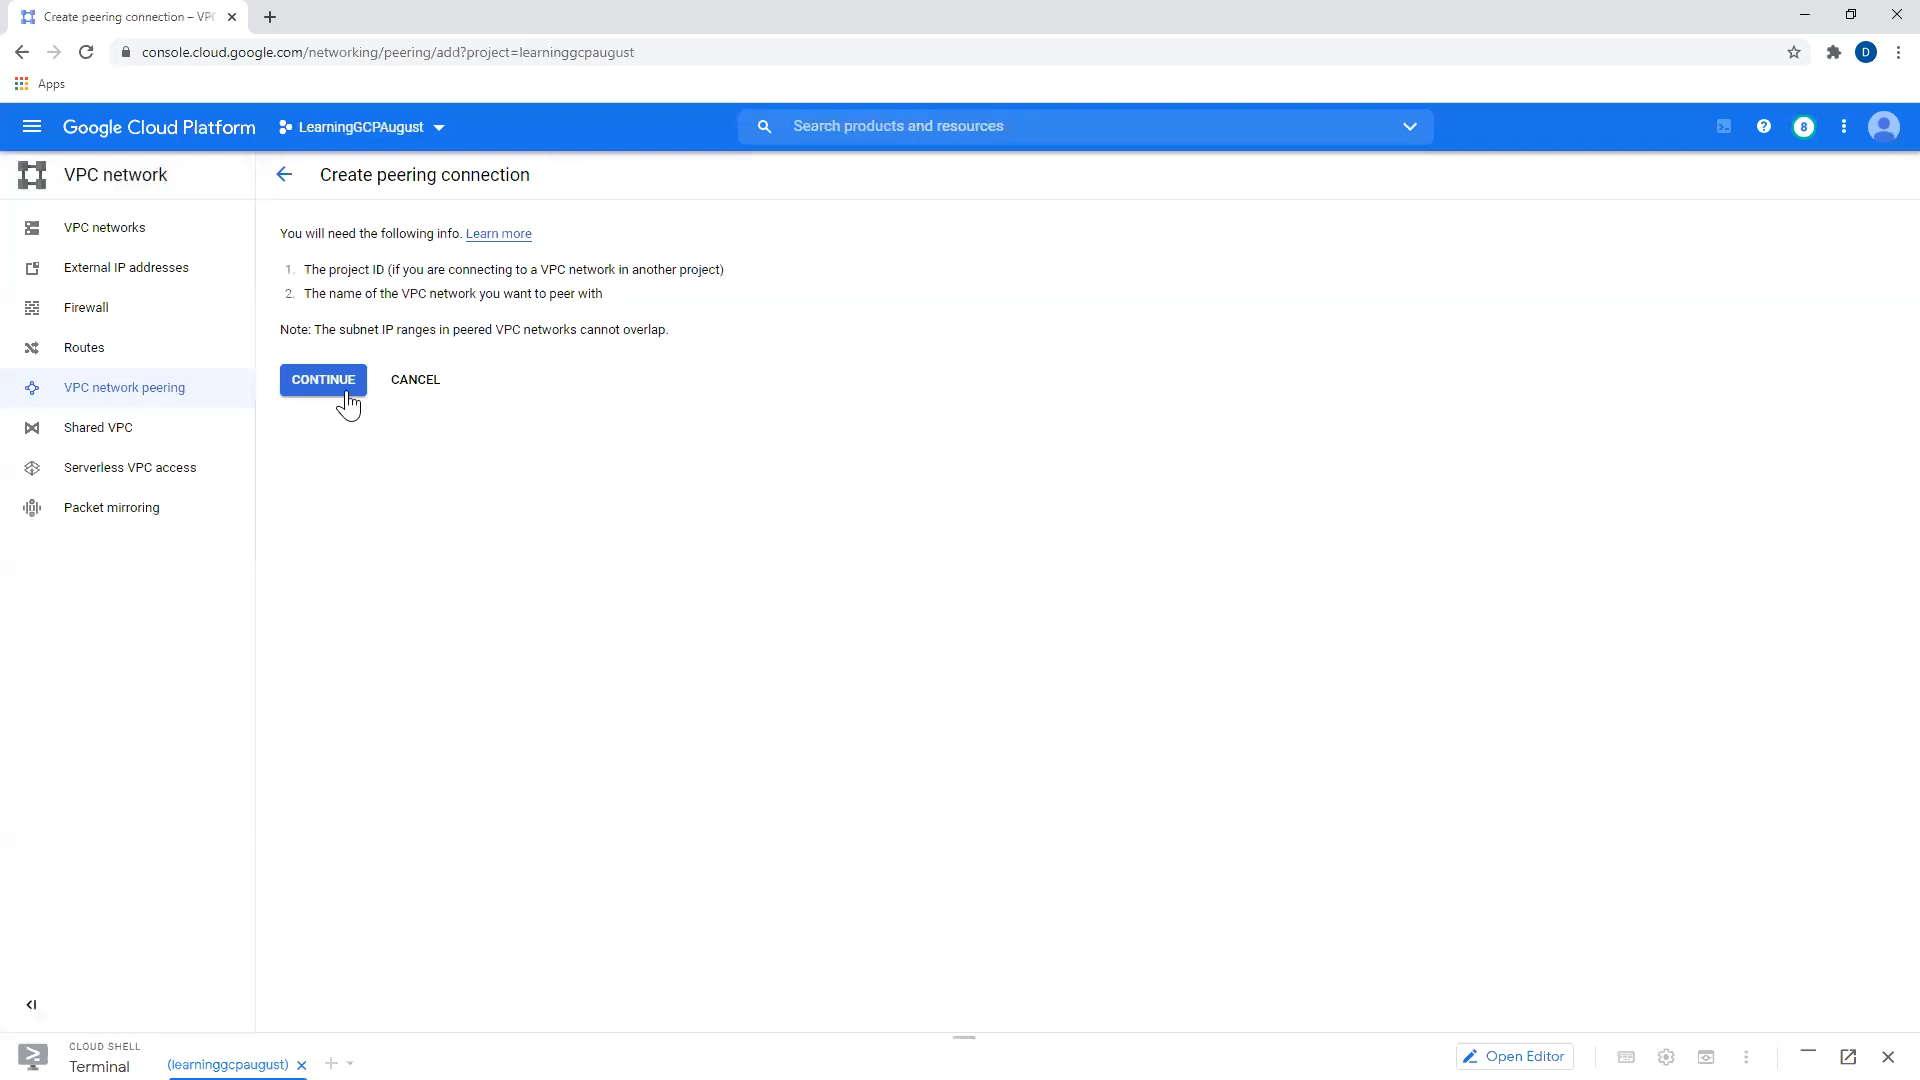 Create peering connection – VPC
console.cloud.google.com/networking/peering/add?project=learninggcpaugust
D
Apps
Google Cloud Platform
LearningGCPAugust
Search products and resources
8
VPC network
Create peering connection
VPC networks
External IP addresses
Firewall
Routes
VPC network peering
Shared VPC
Serverless VPC access
Packet mirroring
You will need the following info. Learn more
1. The project ID (if you are connecting to a VPC network in another project)
2. The name of the VPC network you want to peer with
Note: The subnet IP ranges in peered VPC networks cannot overlap.
CONTINUE
CANCEL
CLOUD SHELL
Terminal
(learninggcpaugust)
Open Editor